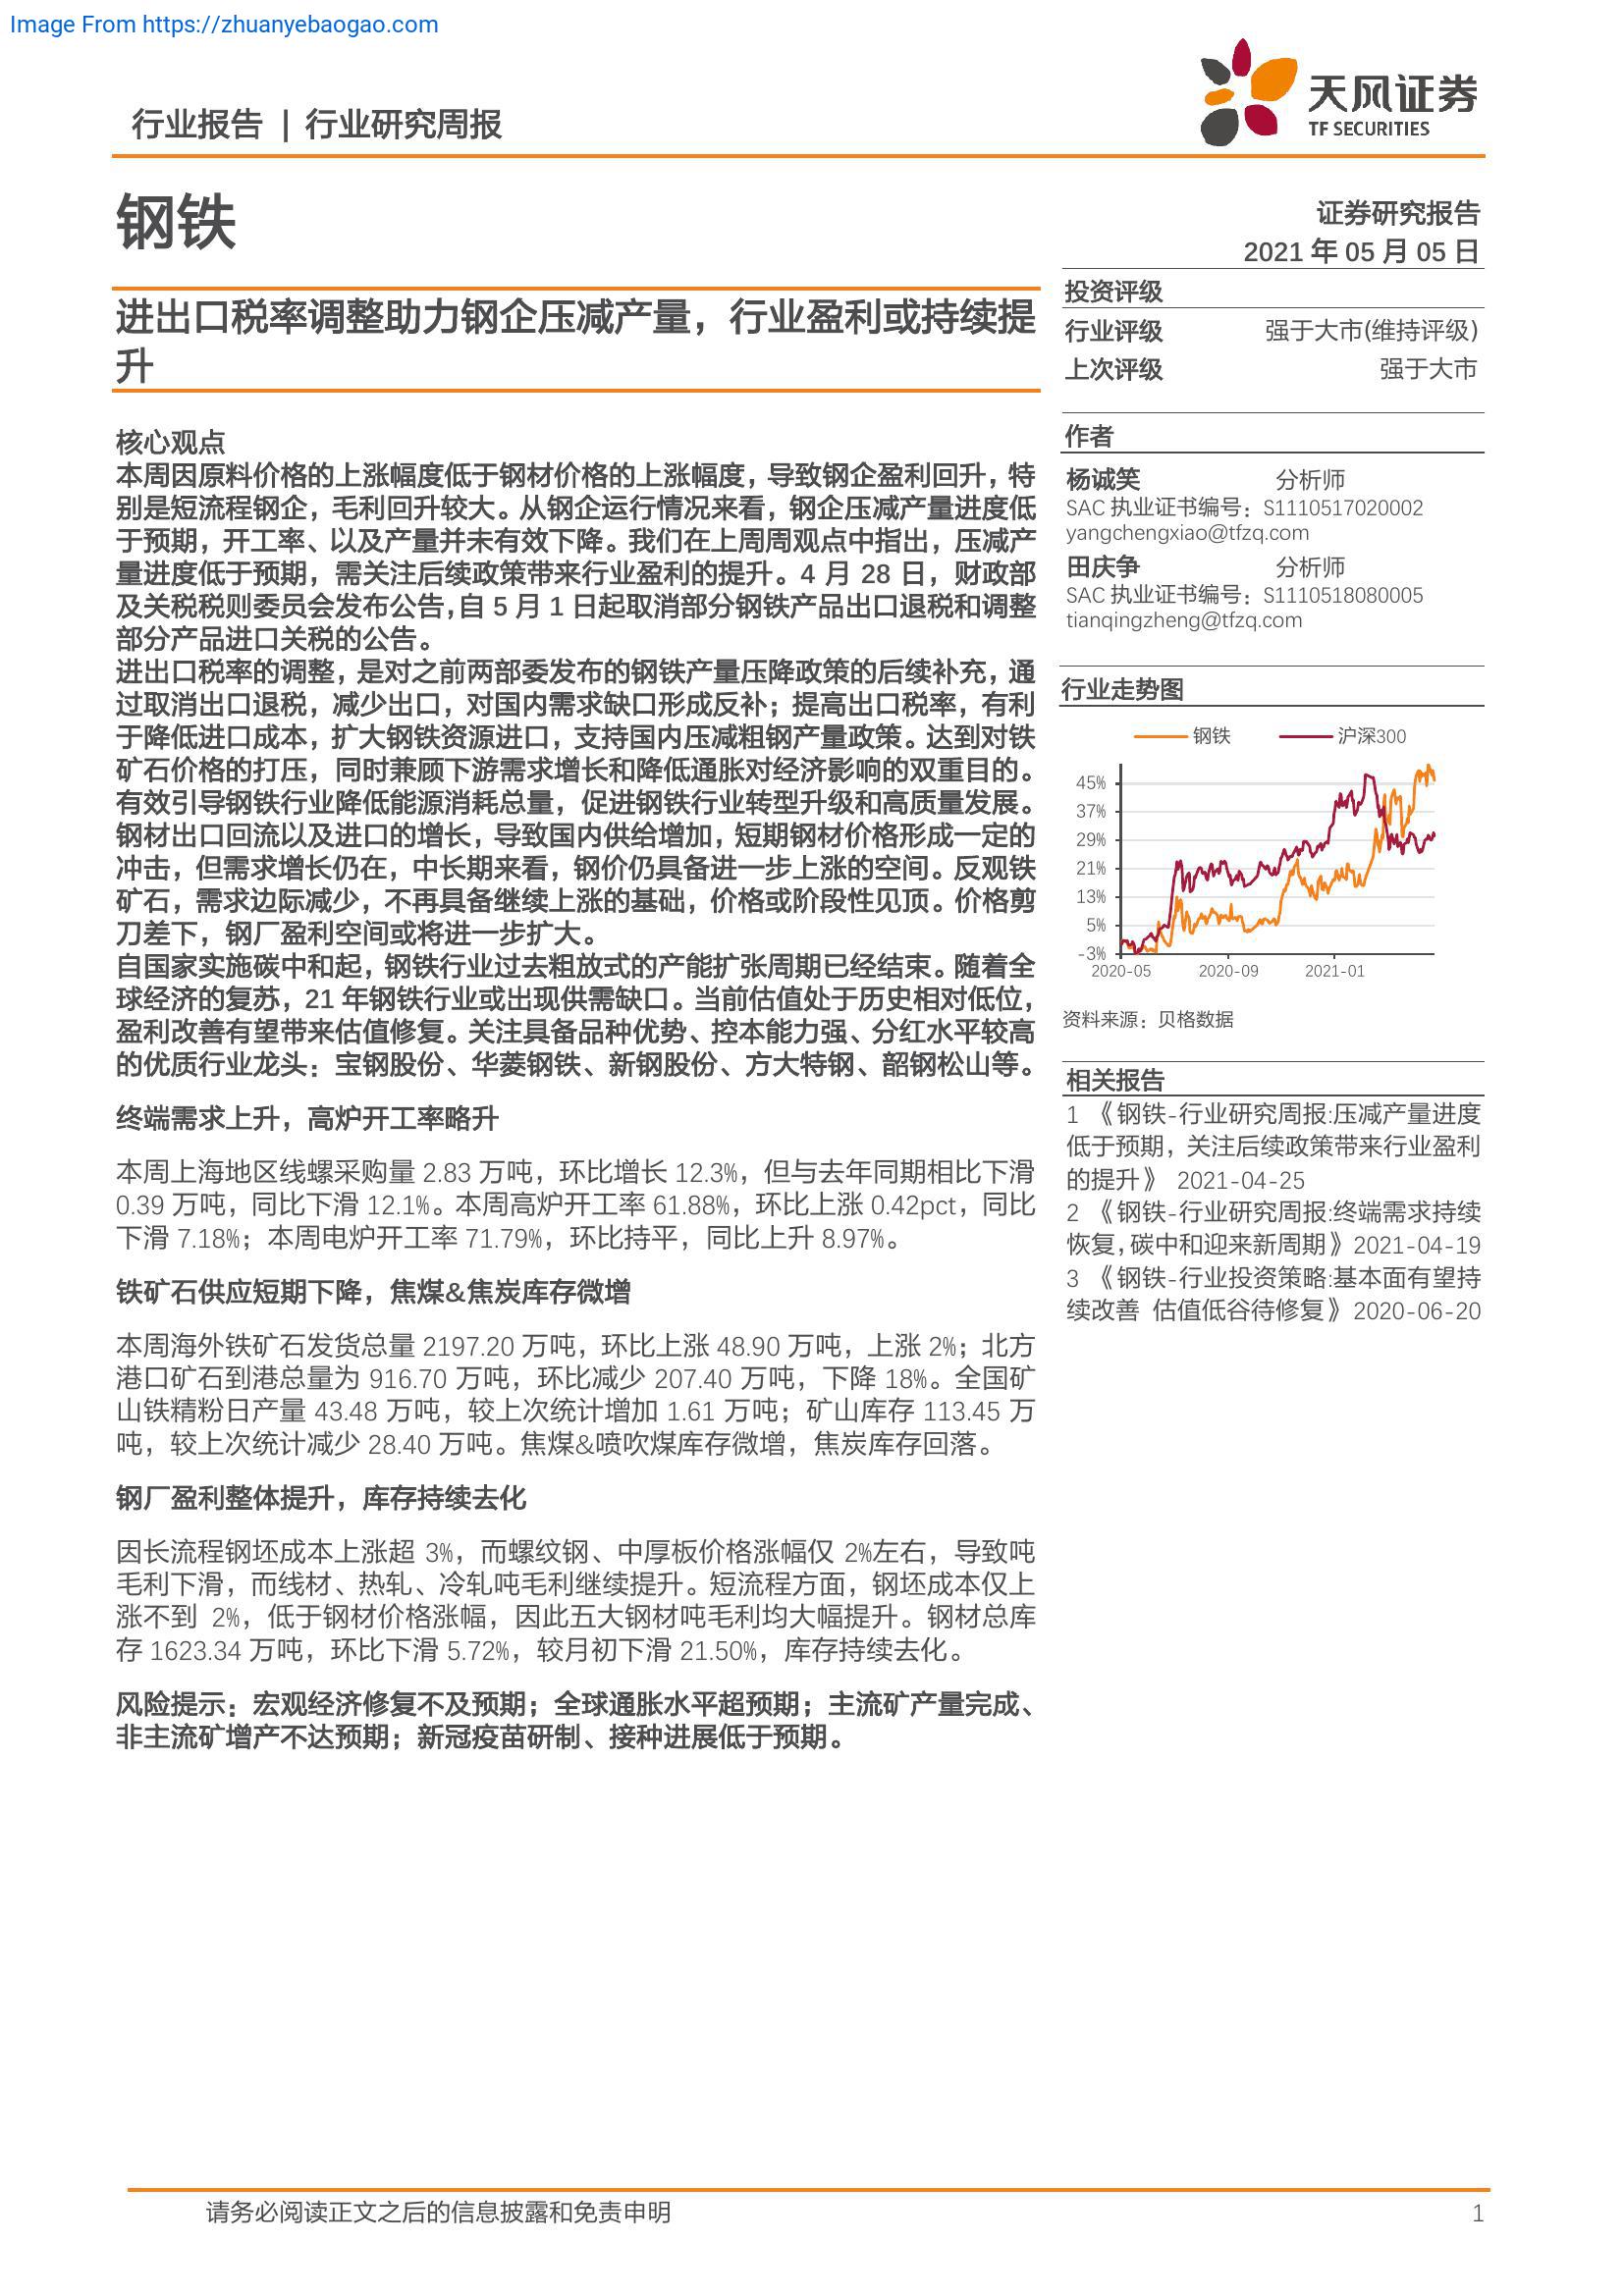 Image From https://zhuanyebaogao.com
行业报告 | 行业研究周报
天风证券
TF SECURITIES
钢铁
证券研究报告
2021 年 05 月 05 日
进出口税率调整助力钢企压减产量，行业盈利或持续提
升
投资评级
行业评级 强于大市(维持评级)
上次评级 强于大市
核心观点
本周因原料价格的上涨幅度低于钢材价格的上涨幅度，导致钢企盈利回升，特
别是短流程钢企，毛利回升较大。从钢企运行情况来看，钢企压减产量进度低
于预期，开工率、以及产量并未有效下降。我们在上周周观点中指出，压减产
量进度低于预期，需关注后续政策带来行业盈利的提升。4 月 28 日，财政部
及关税税则委员会发布公告，自 5 月 1 日起取消部分钢铁产品出口退税和调整
部分产品进口关税的公告。
进出口税率的调整，是对之前两部委发布的钢铁产量压降政策的后续补充，通
过取消出口退税，减少出口，对国内需求缺口形成反补；提高出口税率，有利
于降低进口成本，扩大钢铁资源进口，支持国内压减粗钢产量政策。达到对铁
矿石价格的打压，同时兼顾下游需求增长和降低通胀对经济影响的双重目的。
有效引导钢铁行业降低能源消耗总量，促进钢铁行业转型升级和高质量发展。
钢材出口回流以及进口的增长，导致国内供给增加，短期钢材价格形成一定的
冲击，但需求增长仍在，中长期来看，钢价仍具备进一步上涨的空间。反观铁
矿石，需求边际减少，不再具备继续上涨的基础，价格或阶段性见顶。价格剪
刀差下，钢厂盈利空间或将进一步扩大。
自国家实施碳中和起，钢铁行业过去粗放式的产能扩张周期已经结束。随着全
球经济的复苏，21 年钢铁行业或出现供需缺口。当前估值处于历史相对低位，
盈利改善有望带来估值修复。关注具备品种优势、控本能力强、分红水平较高
的优质行业龙头：宝钢股份、华菱钢铁、新钢股份、方大特钢、韶钢松山等。
终端需求上升，高炉开工率略升
本周上海地区线螺采购量 2.83 万吨，环比增长 12.3%，但与去年同期相比下滑
0.39 万吨，同比下滑 12.1%。本周高炉开工率 61.88%，环比上涨 0.42pct，同比
下滑 7.18%；本周电炉开工率 71.79%，环比持平，同比上升 8.97%。
铁矿石供应短期下降，焦煤&焦炭库存微增
本周海外铁矿石发货总量 2197.20 万吨，环比上涨 48.90 万吨，上涨 2%；北方
港口矿石到港总量为 916.70 万吨，环比减少 207.40 万吨，下降 18%。全国矿
山铁精粉日产量 43.48 万吨，较上次统计增加 1.61 万吨；矿山库存 113.45 万
吨，较上次统计减少 28.40 万吨。焦煤&喷吹煤库存微增，焦炭库存回落。
钢厂盈利整体提升，库存持续去化
因长流程钢坯成本上涨超 3%，而螺纹钢、中厚板价格涨幅仅 2%左右，导致吨
毛利下滑，而线材、热轧、冷轧吨毛利继续提升。短流程方面，钢坯成本仅上
涨不到 2%，低于钢材价格涨幅，因此五大钢材吨毛利均大幅提升。钢材总库
存 1623.34 万吨，环比下滑 5.72%，较月初下滑 21.50%，库存持续去化。
风险提示：宏观经济修复不及预期；全球通胀水平超预期；主流矿产量完成、
非主流矿增产不达预期；新冠疫苗研制、接种进展低于预期。
作者
杨诚笑 分析师
SAC 执业证书编号：S1110517020002
yangchengxiao@tfzq.com
田庆争 分析师
SAC 执业证书编号：S1110518080005
tianqingzheng@tfzq.com
行业走势图
钢铁 沪深300
45%
37%
29%
21%
13%
5%
-3%
2020-05 2020-09 2021-01
资料来源：贝格数据
相关报告
1 《钢铁-行业研究周报:压减产量进度
低于预期，关注后续政策带来行业盈利
的提升》 2021-04-25
2 《钢铁-行业研究周报:终端需求持续
恢复，碳中和迎来新周期》2021-04-19
3 《钢铁-行业投资策略:基本面有望持
续改善 估值低谷待修复》2020-06-20
请务必阅读正文之后的信息披露和免责申明 1